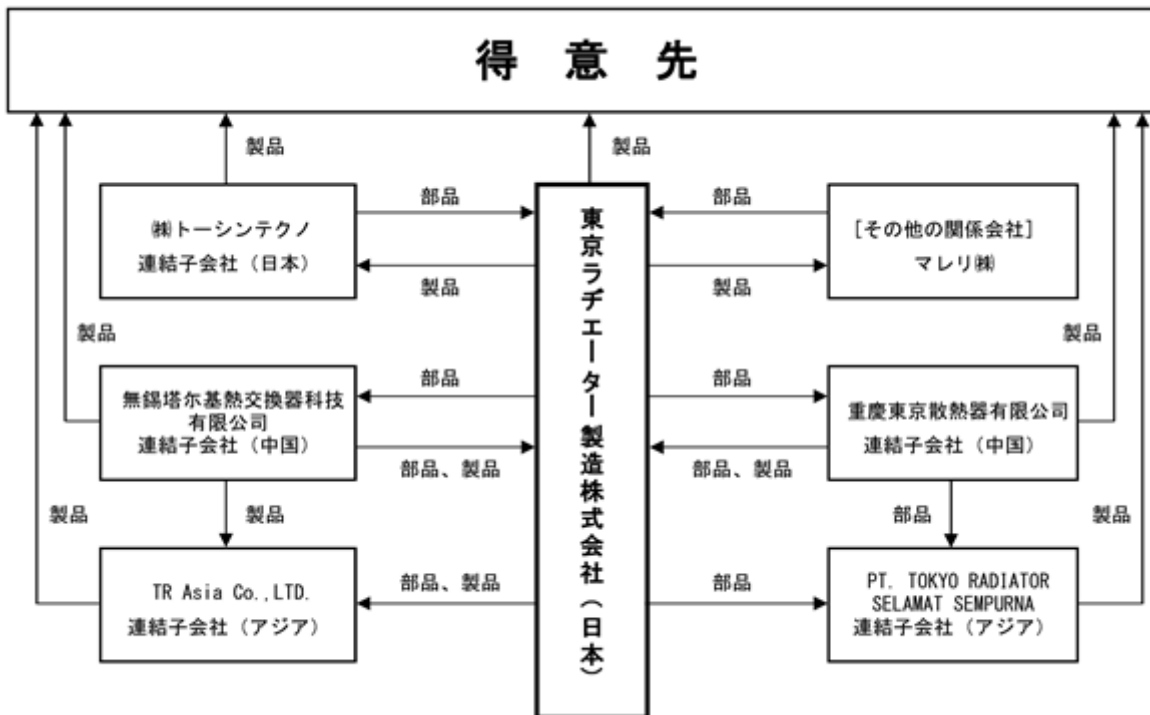 得 意 先
製品
製品
㈱トーシンテクノ
連結子会社（日本）
部品
製品
東京ラヂエーター製造株式会社（日本）
部品
製品
[その他の関係会社]
マレリ㈱
製品
製品
無錫塔尔基熱交換器科技
有限公司
連結子会社（中国）
部品
部品、製品
部品
部品、製品
重慶東京散熱器有限公司
連結子会社（中国）
製品
製品
部品
製品
TR Asia Co.,LTD.
連結子会社（アジア）
部品、製品
部品
PT. TOKYO RADIATOR
SELAMAT SEMPURNA
連結子会社（アジア）